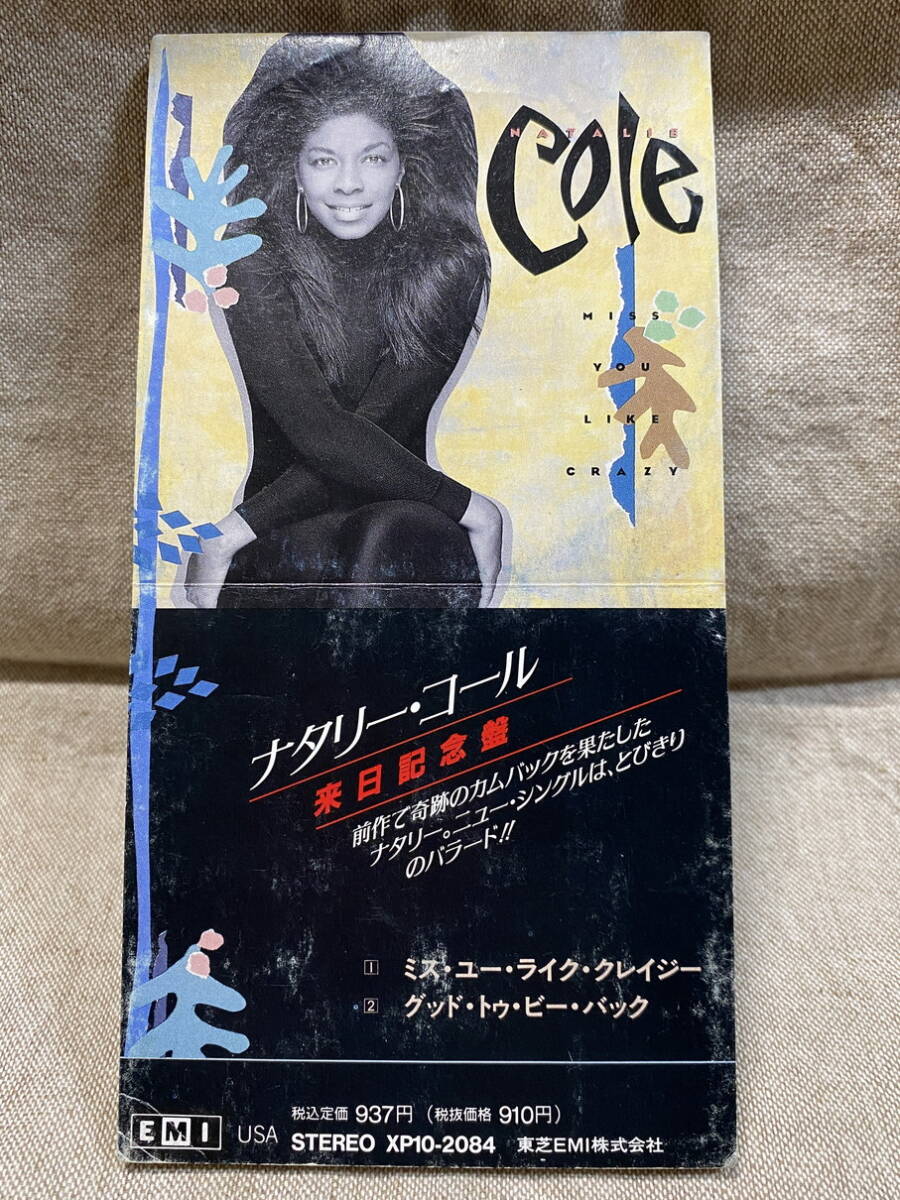 NATALIE
Cole
MISS
YOU
LIKE
CRAZY
ナタリー・コール
来日記念盤
前作で奇跡のカムバックを果たした
ナタリー。ニュー・シングルは、とびきり
のバラード!!
1 ミス・ユー・ライク・クレイジー
2 グッド・トゥ・ビー・バック
税込定価 937円 (税抜価格 910円)
EMI USA STEREO XP10-2084 東芝EMI株式会社